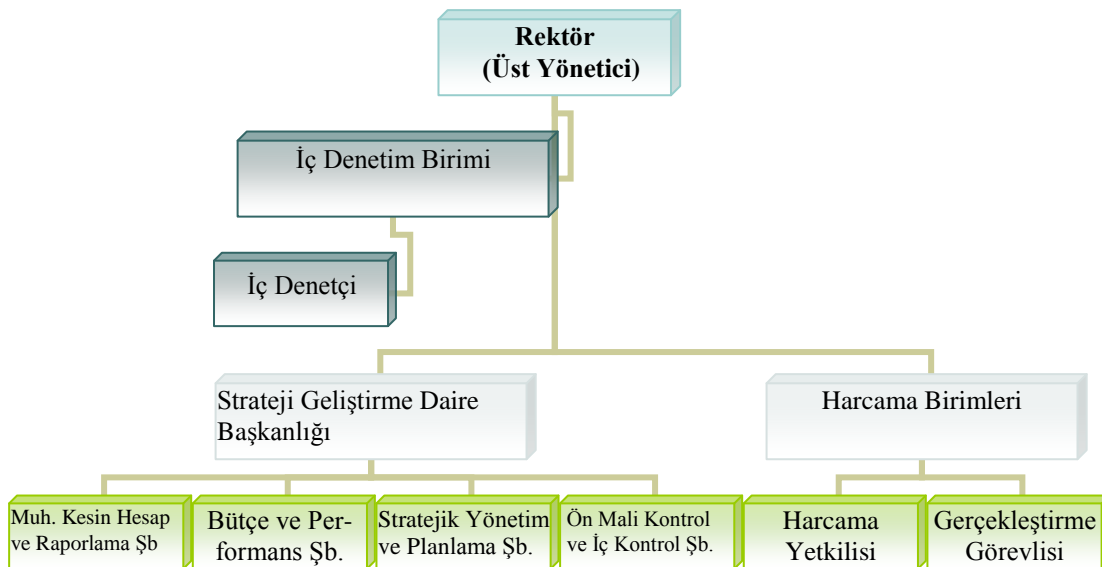 Rektör
(Üst Yönetici)
İç Denetim Birimi
İç Denetçi
Strateji Geliştirme Daire
Başkanlığı
Harcama Birimleri
Muh. Kesin Hesap
ve Raporlama Şb
Bütçe ve Per-
formans Şb.
Stratejik Yönetim
ve Planlama Şb.
Ön Mali Kontrol
ve İç Kontrol Şb.
Harcama
Yetkilisi
Gerçekleştirme
Görevlisi